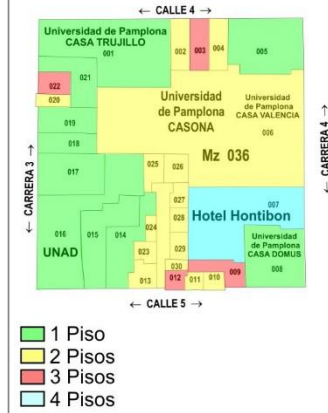 ← CALLE 4 →
Universidad de Pamplona
CASA TRUJILLO
001
002
003
004
005
021
022
020
019
018
017
Universidad
de Pamplona
CASONA
Universidad
de Pamplona
CASA VALENCIA
006
Mz 036
← CARRERA 3 →
← CARRERA 4 →
025
026
027
028
007
Hotel Hontibon
016
015
014
024
023
029
UNAD
Universidad
de Pamplona
CASA DOMUS
008
030
013
012
011
010
009
← CALLE 5 →
1 Piso
2 Pisos
3 Pisos
4 Pisos